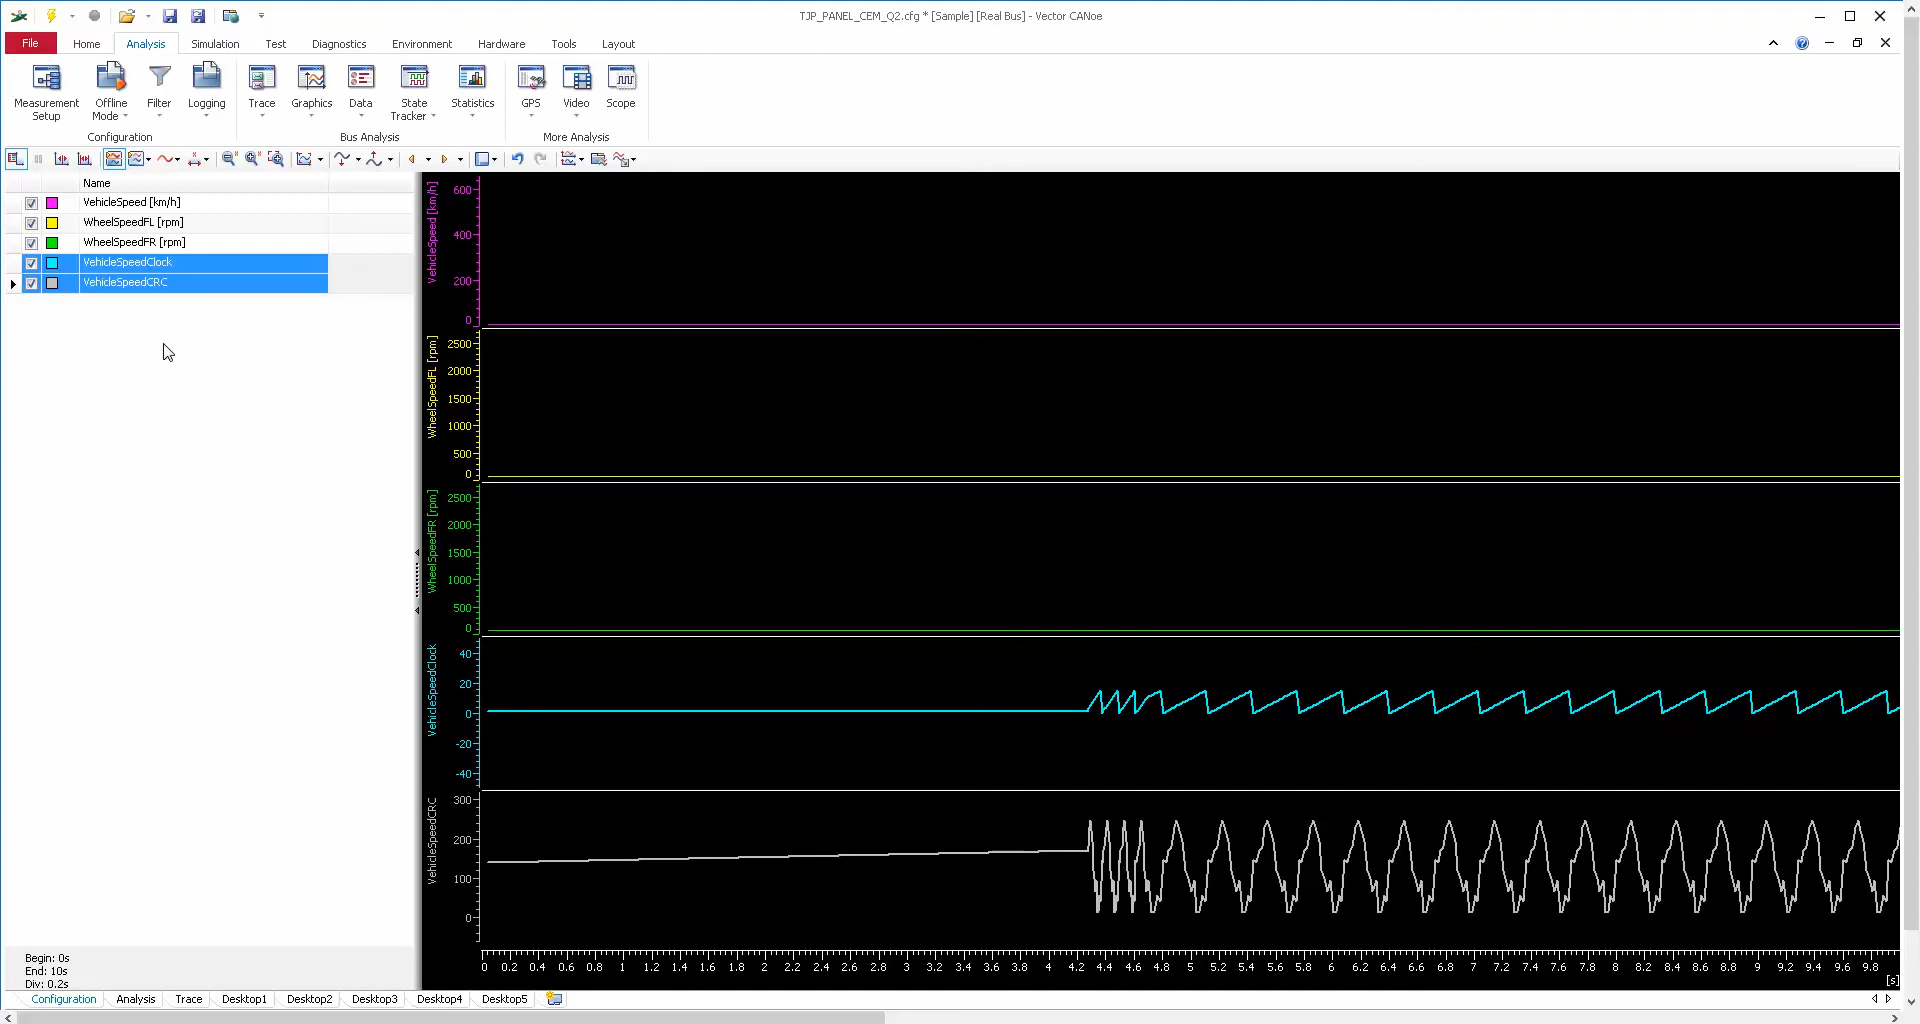 TJP_PANEL_CEM_Q2.cfg * [Sample] [Real Bus] - Vector CANoe
File Home Analysis Simulation Test Diagnostics Environment Hardware Tools Layout
Measurement Setup
Offline Mode
Filter
Logging
Trace
Graphics
Data
State Tracker
Statistics
GPS
Video
Scope
Configuration
Bus Analysis
More Analysis
Name
VehicleSpeed [km/h]
WheelSpeedFL [rpm]
WheelSpeedFR [rpm]
VehicleSpeedClock
VehicleSpeedCRC
VehicleSpeed [km/h]
600
400
200
0
WheelSpeedFL [rpm]
2500
2000
1500
1000
500
0
WheelSpeedFR [rpm]
2500
2000
1500
1000
500
0
VehicleSpeedClock
40
20
0
-20
-40
VehicleSpeedCRC
300
200
100
0
0 0.2 0.4 0.6 0.8 1 1.2 1.4 1.6 1.8 2 2.2 2.4 2.6 2.8 3 3.2 3.4 3.6 3.8 4 4.2 4.4 4.6 4.8 5 5.2 5.4 5.6 5.8 6 6.2 6.4 6.6 6.8 7 7.2 7.4 7.6 7.8 8 8.2 8.4 8.6 8.8 9 9.2 9.4 9.6 9.8
[s]
Begin: 0s
End: 10s
Div: 0.2s
Configuration Analysis Trace Desktop1 Desktop2 Desktop3 Desktop4 Desktop5